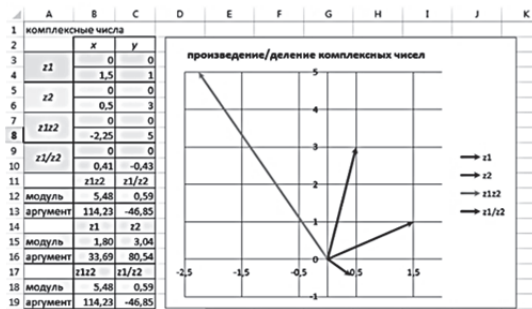 A B C D E F G H I J K
1 комплексные числа
2 x y
3 z1 0 0
4 1,5 1
5 z2 0 0
6 0,5 3
7 z1z2 0 0
8 -2,25 5
9 z1/z2 0 0
10 0,41 -0,43
11 z1z2 z1/z2
12 модуль 5,48 0,59
13 аргумент 114,23 -46,85
14 z1 z2
15 модуль 1,80 3,04
16 аргумент 33,69 80,54
17 z1z2 z1/z2
18 модуль 5,48 0,59
19 аргумент 114,23 -46,85
произведение/деление комплексных чисел
5
4
3
2
1
0
-1
-2,5 -1,5 -0,5 0,5 1,5
z1
z2
z1z2
z1/z2